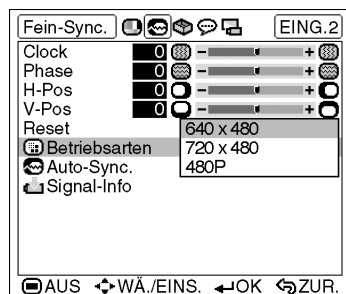 Fein-Sync. EING.2
Clock 0 - +
Phase 0 - +
H-Pos 0 - +
V-Pos 0 - +
Reset 640 x 480
Betriebsarten 720 x 480
Auto-Sync. 480P
Signal-Info
AUS WÄ./EINS. OK ZUR.